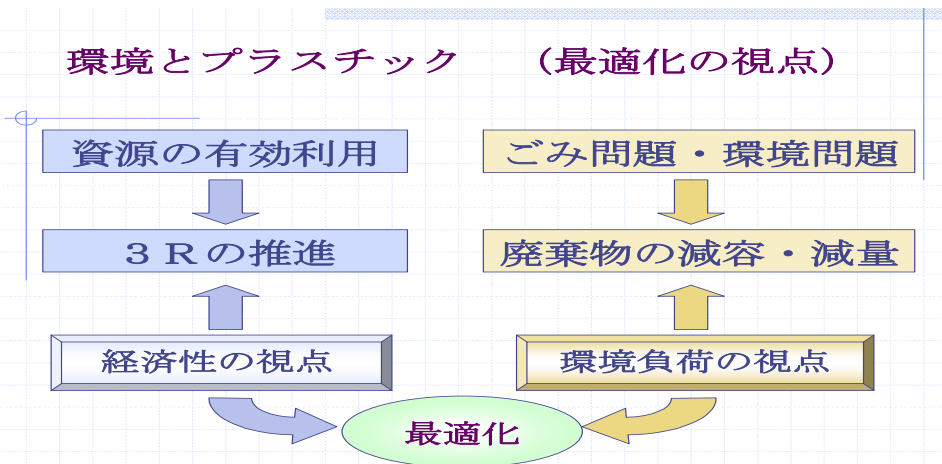 環境とプラスチック　（最適化の視点）
資源の有効利用
ごみ問題・環境問題
３Ｒの推進
廃棄物の減容・減量
経済性の視点
環境負荷の視点
最適化